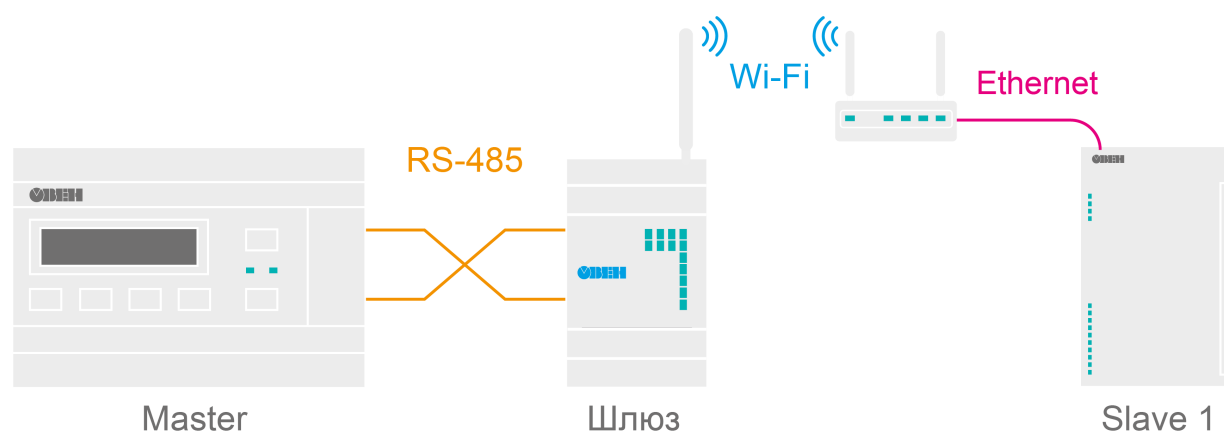 Wi-Fi
Ethernet
RS-485
ОВЕН
ОВЕН
ОВЕН
Master
Шлюз
Slave 1